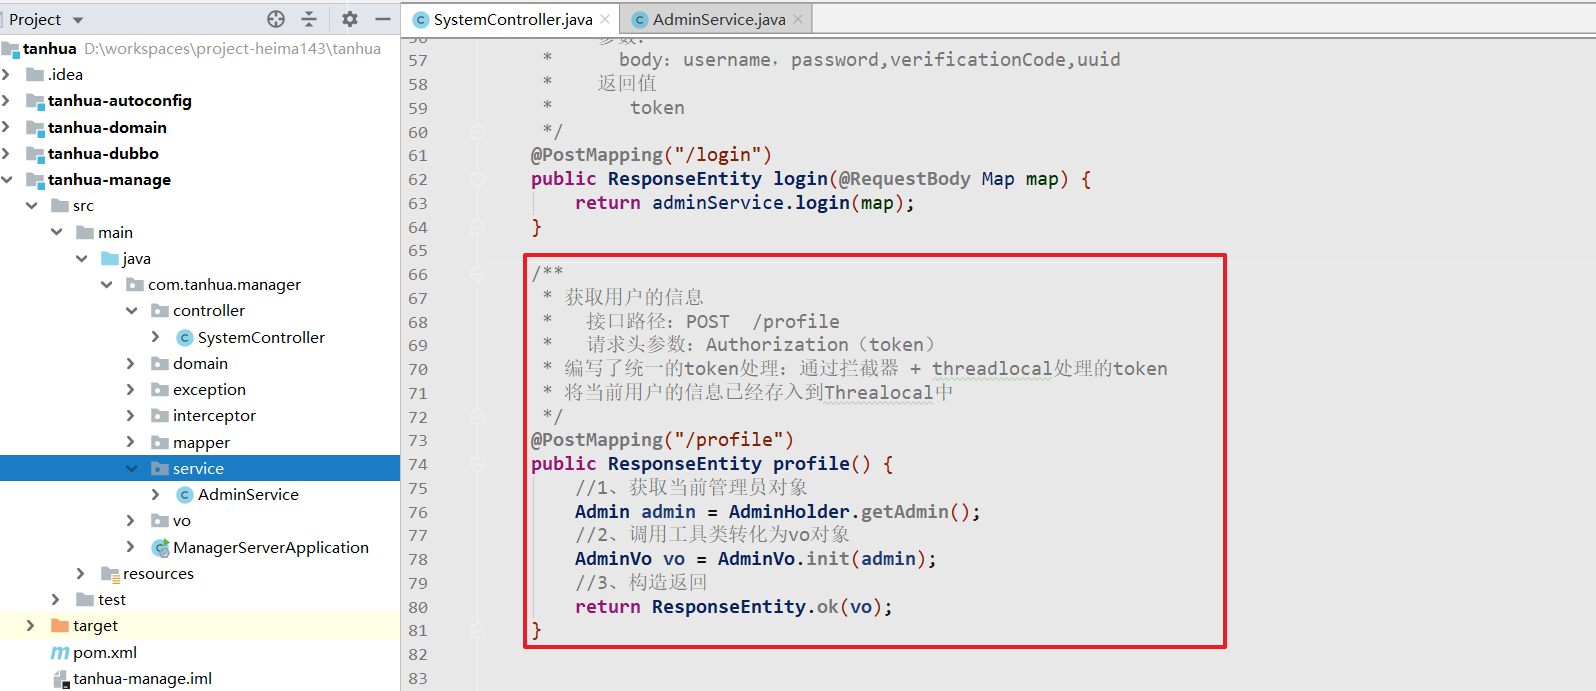 Project
tanhua D:\workspaces\project-heima143\tanhua
.idea
tanhua-autoconfig
tanhua-domain
tanhua-dubbo
tanhua-manage
src
main
java
com.tanhua.manager
controller
SystemController
domain
exception
interceptor
mapper
service
AdminService
vo
ManagerServerApplication
resources
test
target
pom.xml
tanhua-manage.iml
SystemController.java
AdminService.java
56 参数:
57 * body: username, password,verificationCode,uuid
58 * 返回值
59 * token
60 */
61 @PostMapping("/login")
62 public ResponseEntity login(@RequestBody Map map) {
63 return adminService.login(map);
64 }
65
66 /**
67 * 获取用户的信息
68 * 接口路径: POST /profile
69 * 请求头参数: Authorization（token）
70 * 编写了统一的token处理: 通过拦截器 + threadlocal处理的token
71 * 将当前用户的信息已经存入到Threalocal中
72 */
73 @PostMapping("/profile")
74 public ResponseEntity profile() {
75 //1、获取当前管理员对象
76 Admin admin = AdminHolder.getAdmin();
77 //2、调用工具类转化为vo对象
78 AdminVo vo = AdminVo.init(admin);
79 //3、构造返回
80 return ResponseEntity.ok(vo);
81 }
82
83